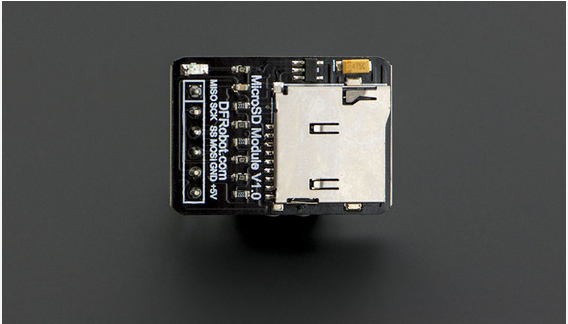 MicroSD Module V1.0
DFRobot.com
MISO SCK SS MOSI GND +5V